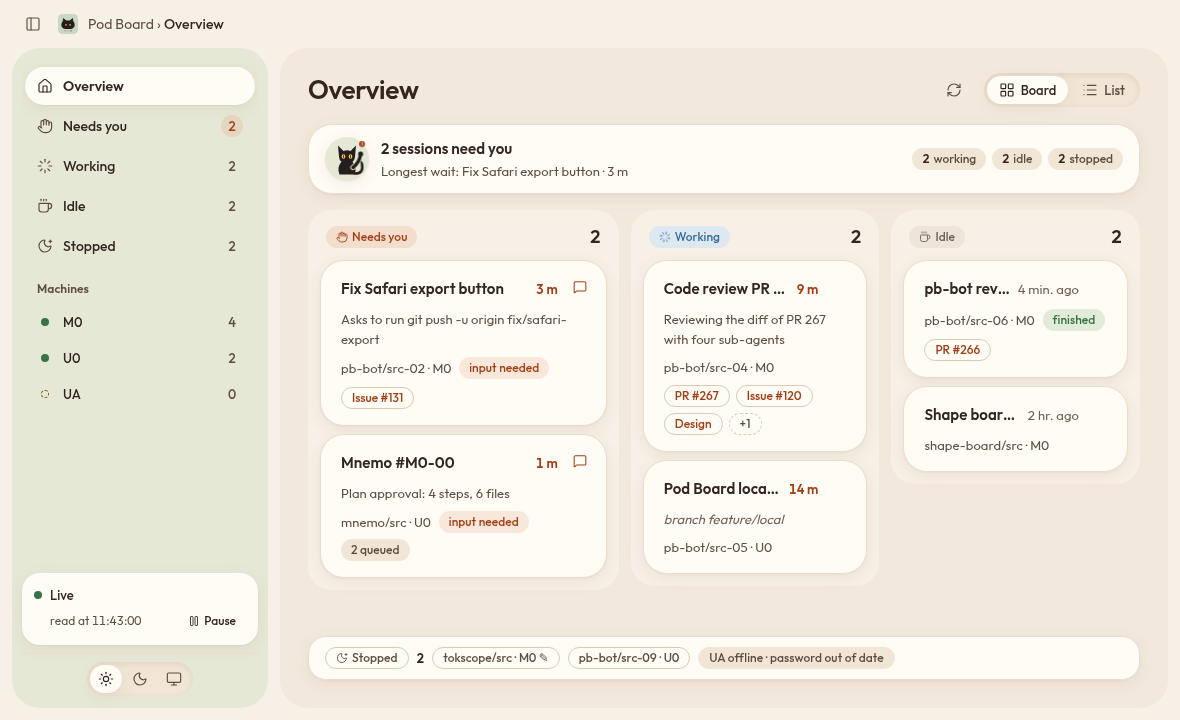 Pod Board › Overview
Overview
Needs you 2
Working 2
Idle 2
Stopped 2
Machines
M0 4
U0 2
UA 0
Live
read at 11:43:00 Pause
Overview
Board List
2 sessions need you
Longest wait: Fix Safari export button · 3 m
2 working 2 idle 2 stopped
Needs you 2
Fix Safari export button 3 m
Asks to run git push -u origin fix/safari-
export
pb-bot/src-02 · M0 input needed
Issue #131
Mnemo #M0-00 1 m
Plan approval: 4 steps, 6 files
mnemo/src · U0 input needed
2 queued
Working 2
Code review PR ... 9 m
Reviewing the diff of PR 267
with four sub-agents
pb-bot/src-04 · M0
PR #267 Issue #120
Design +1
Pod Board loca... 14 m
branch feature/local
pb-bot/src-05 · U0
Idle 2
pb-bot rev... 4 min. ago
pb-bot/src-06 · M0 finished
PR #266
Shape boar... 2 hr. ago
shape-board/src · M0
Stopped 2 tokscope/src · M0 ✎ pb-bot/src-09 · U0 UA offline · password out of date